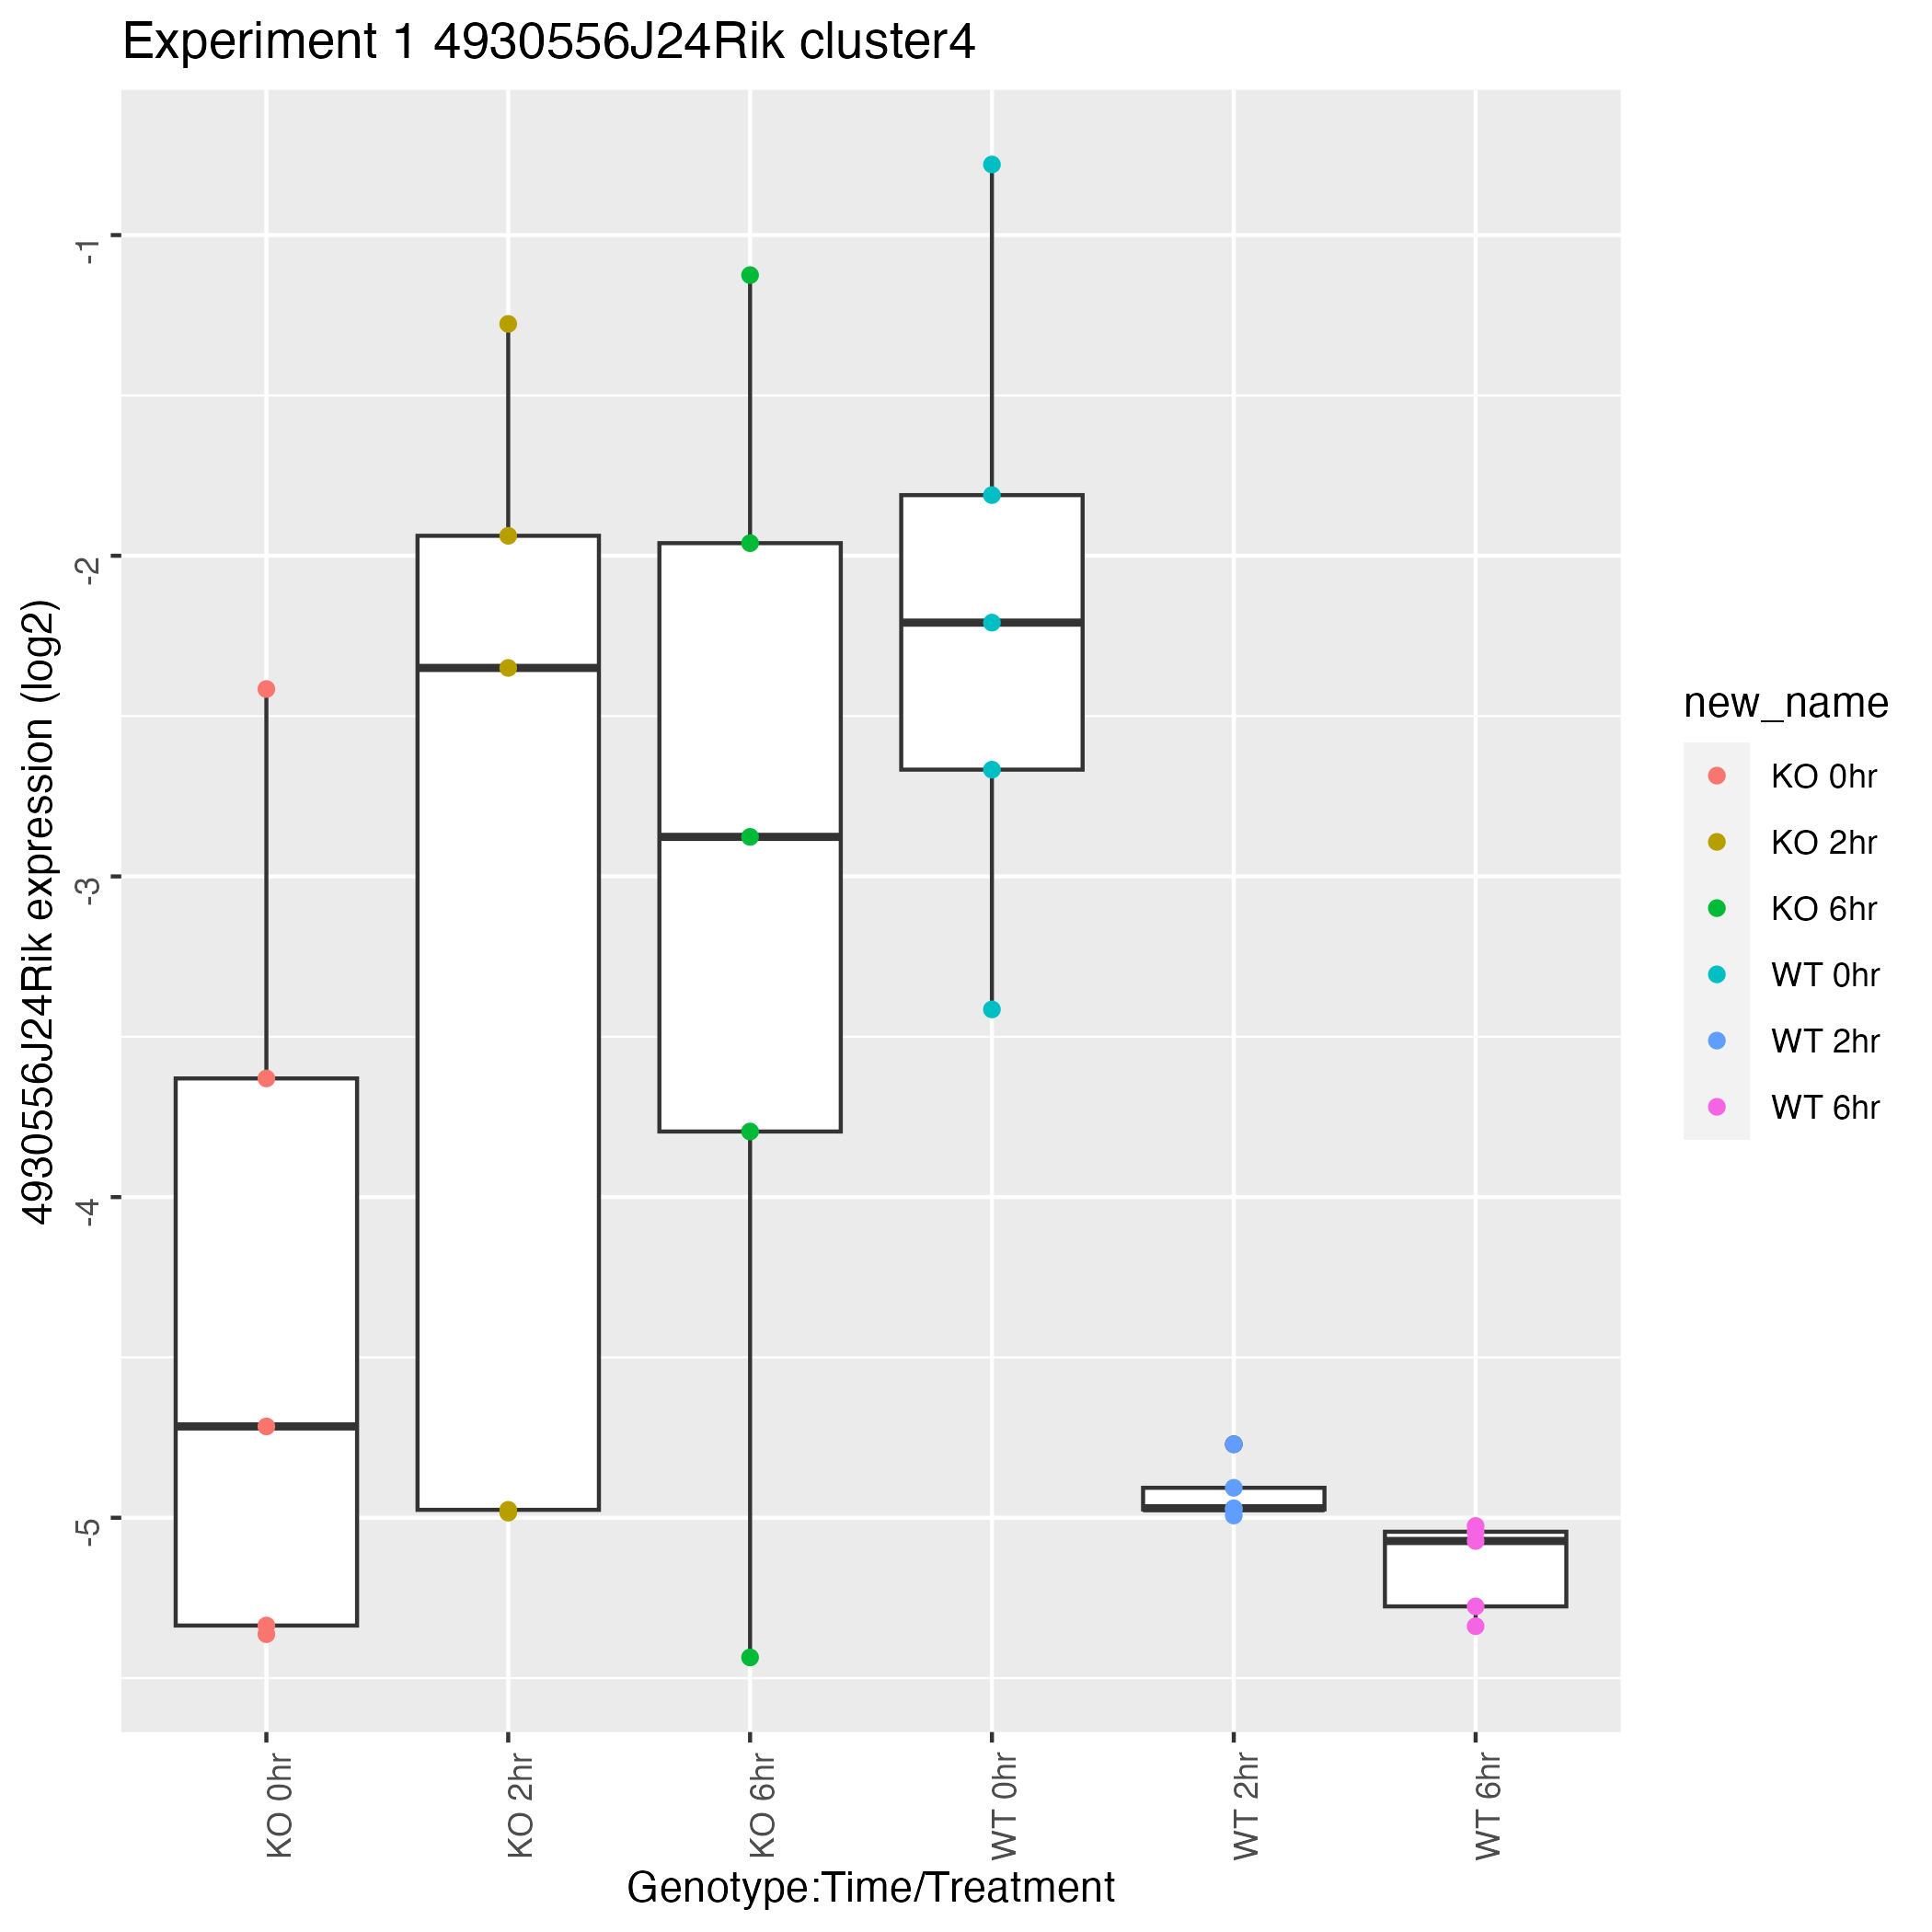 Experiment 1 4930556J24Rik cluster4
4930556J24Rik expression (log2)
-1
-2
-3
-4
-5
KO 0hr
KO 2hr
KO 6hr
WT 0hr
WT 2hr
WT 6hr
Genotype:Time/Treatment
new_name
KO 0hr
KO 2hr
KO 6hr
WT 0hr
WT 2hr
WT 6hr